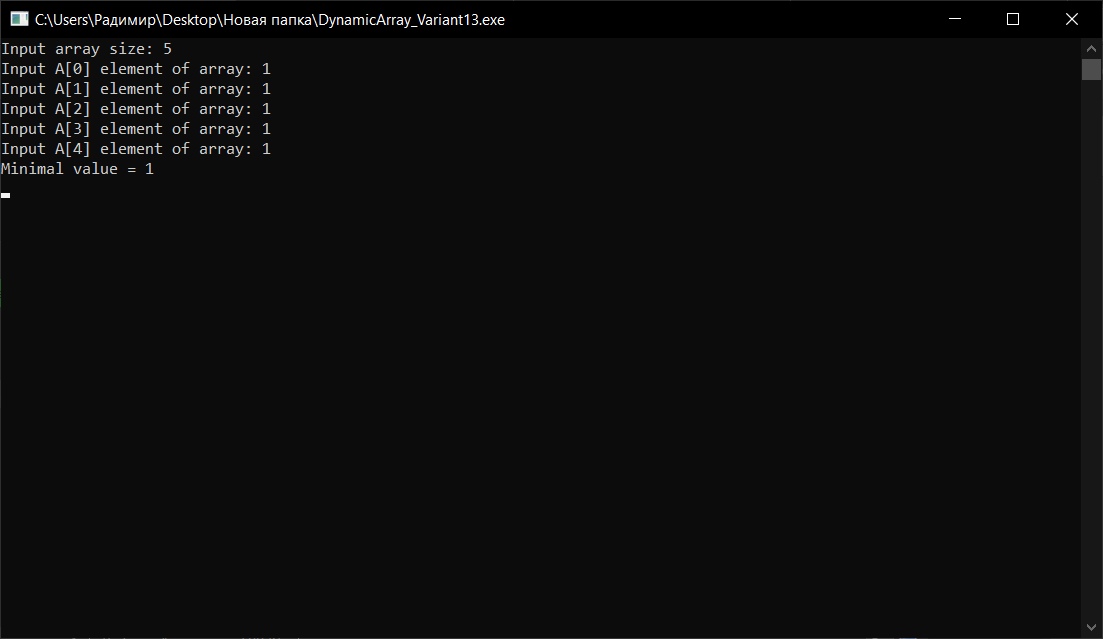 C:\Users\Радимир\Desktop\Новая папка\DynamicArray_Variant13.exe
Input array size: 5
Input A[0] element of array: 1
Input A[1] element of array: 1
Input A[2] element of array: 1
Input A[3] element of array: 1
Input A[4] element of array: 1
Minimal value = 1